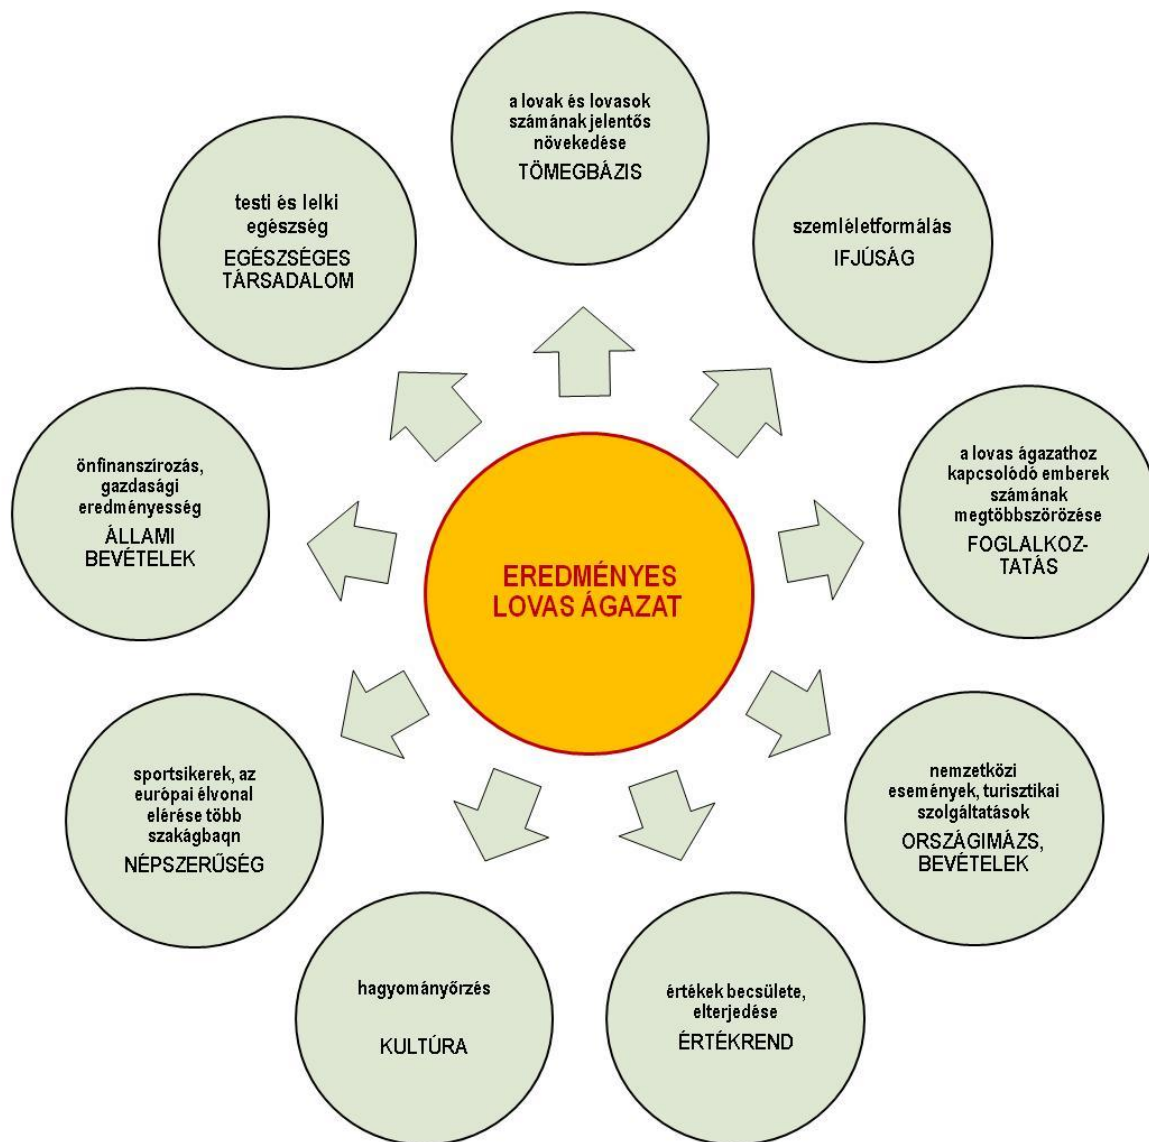 a lovak és lovasok
számának jelentős
növekedése
TÖMEGBÁZIS
szemléletformálás
IFJÚSÁG
a lovas ágazathoz
kapcsolódó emberek
számának
megtöbbszörözése
FOGLALKOZ-
TATÁS
nemzetközi
események, turisztikai
szolgáltatások
ORSZÁGIMÁZS,
BEVÉTELEK
értékek becsülete,
elterjedése
ÉRTÉKREND
hagyományőrzés
KULTÚRA
sportsikerek, az
európai élvonal
elérése több
szakágbaqn
NÉPSZERŰSÉG
önfinanszírozás,
gazdasági
eredményesség
ÁLLAMI
BEVÉTELEK
testi és lelki
egészség
EGÉSZSÉGES
TÁRSADALOM
EREDMÉNYES
LOVAS ÁGAZAT